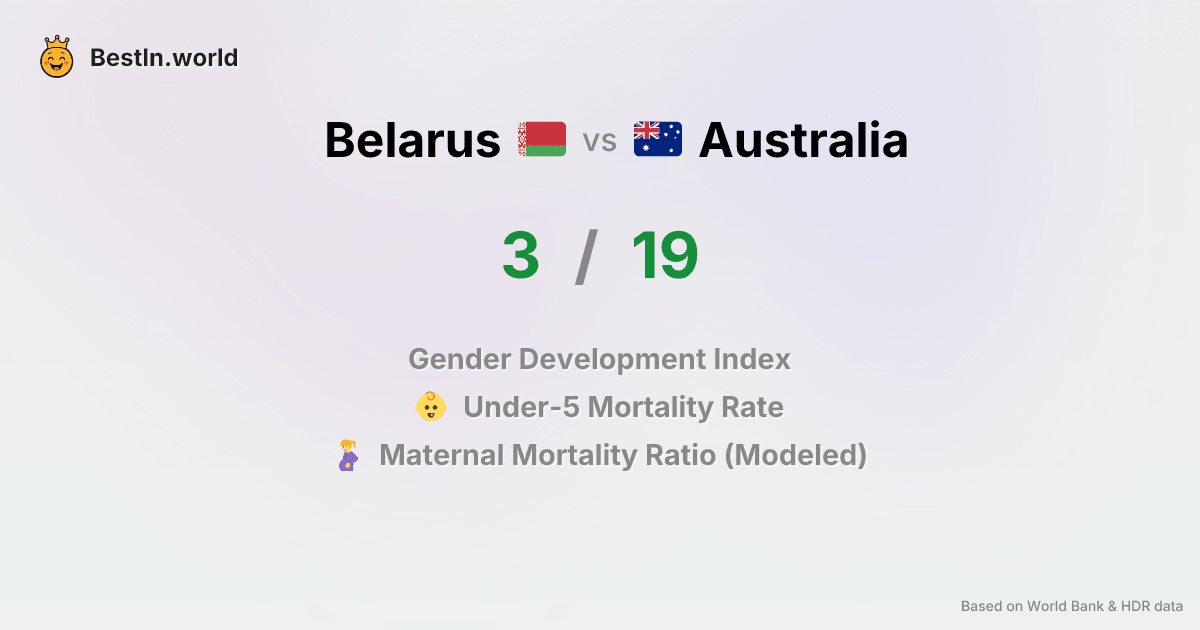 BestIn.world
Belarus vs Australia
3 / 19
Gender Development Index
Under-5 Mortality Rate
Maternal Mortality Ratio (Modeled)
Based on World Bank & HDR data